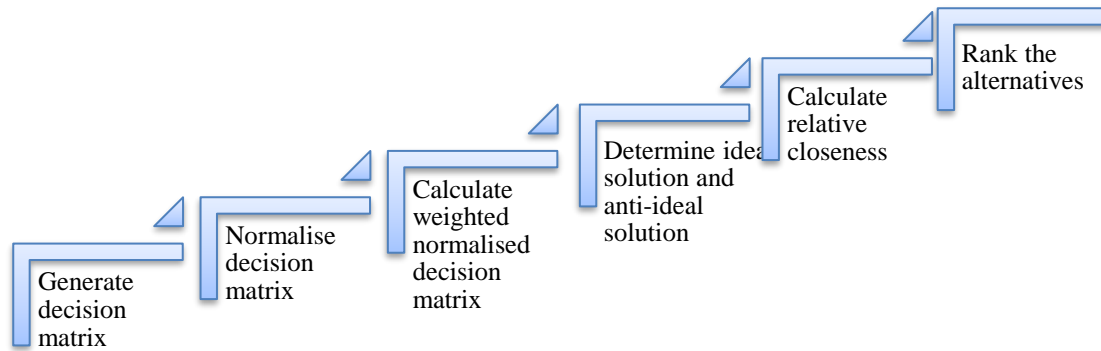 Generate
decision
matrix
Normalise
decision
matrix
Calculate
weighted
normalised
decision
matrix
Determine idea
solution and
anti-ideal
solution
Calculate
relative
closeness
Rank the
alternatives